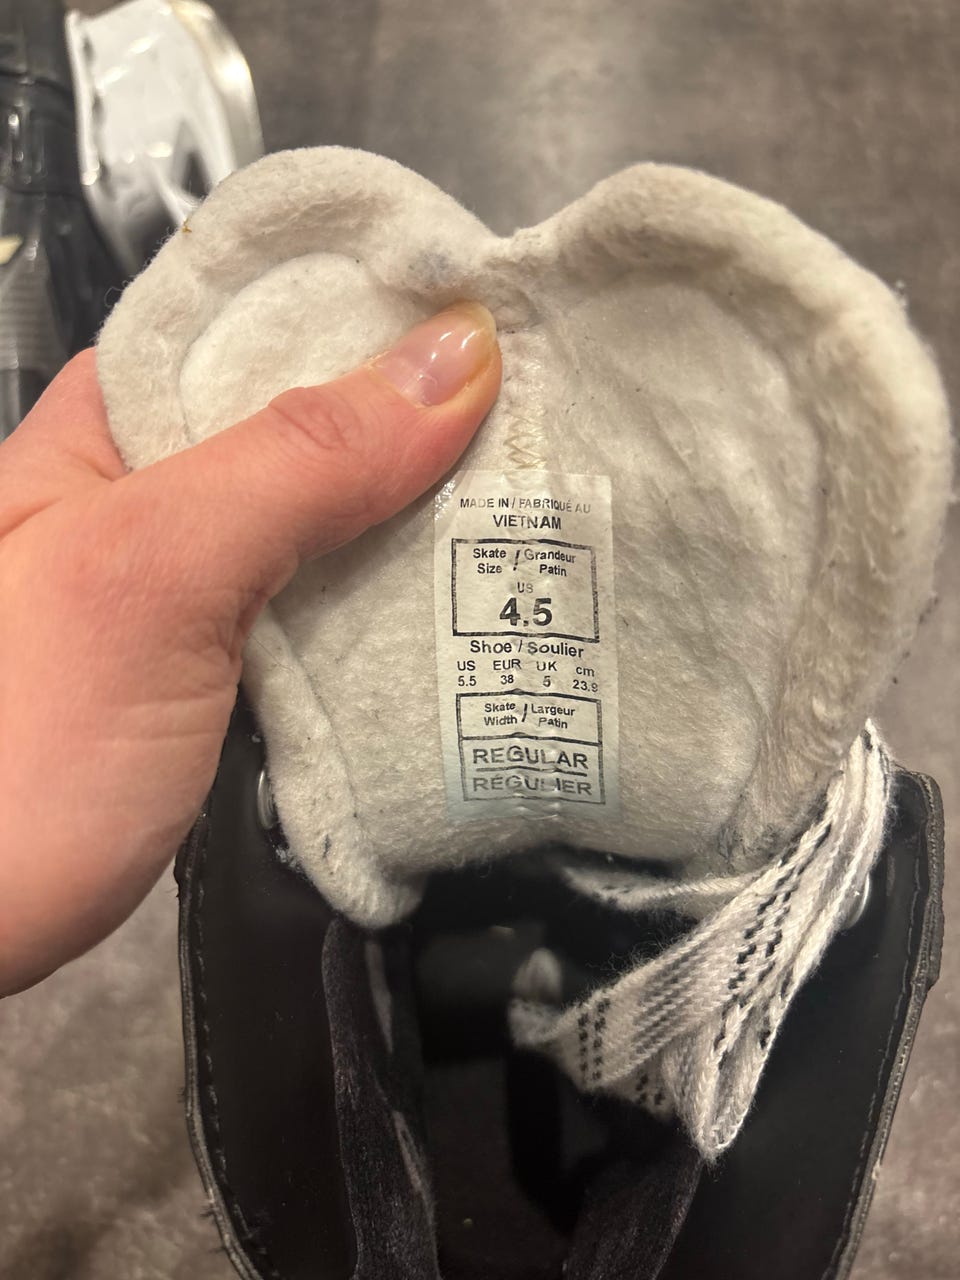 MADE IN / FABRIQUÉ AU
VIETNAM
Skate / Grandeur
Size Patin
US
4.5
Shoe / Soulier
US EUR UK cm
5.5 38 5 23.9
Skate / Largeur
Width Patin
REGULAR
RÉGULIER